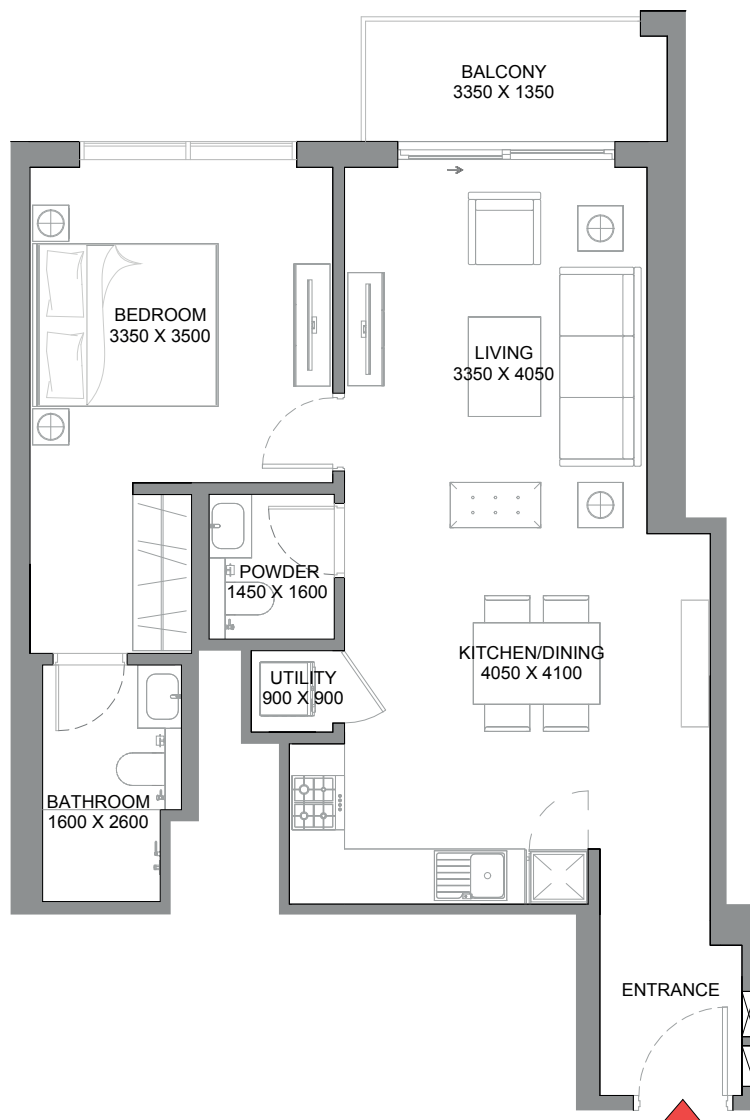 BALCONY
3350 X 1350
BEDROOM
3350 X 3500
LIVING
3350 X 4050
POWDER
1450 X 1600
KITCHEN/DINING
4050 X 4100
UTILITY
900 X 900
BATHROOM
1600 X 2600
ENTRANCE